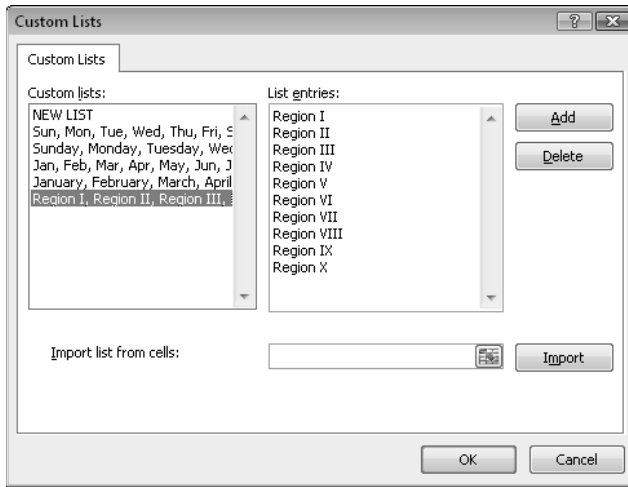 Custom Lists
Custom Lists
Custom lists:
NEW LIST
Sun, Mon, Tue, Wed, Thu, Fri, S
Sunday, Monday, Tuesday, Wed
Jan, Feb, Mar, Apr, May, Jun, J
January, February, March, April
Region I, Region II, Region III,
List entries:
Region I
Region II
Region III
Region IV
Region V
Region VI
Region VII
Region VIII
Region IX
Region X
Add
Delete
Import list from cells:
Import
OK
Cancel